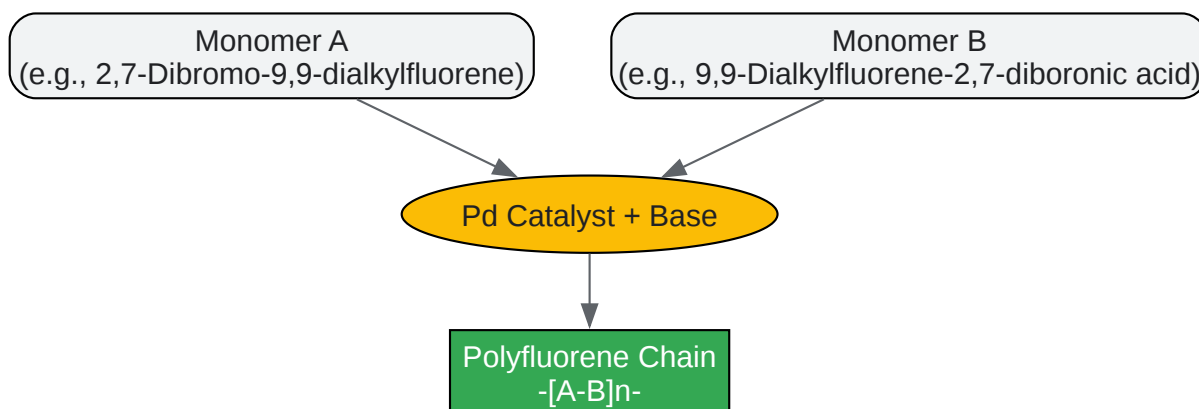 Monomer A
(e.g., 2,7-Dibromo-9,9-dialkylfluorene)
Monomer B
(e.g., 9,9-Dialkylfluorene-2,7-diboronic acid)
Pd Catalyst + Base
Polyfluorene Chain
-[A-B]n-